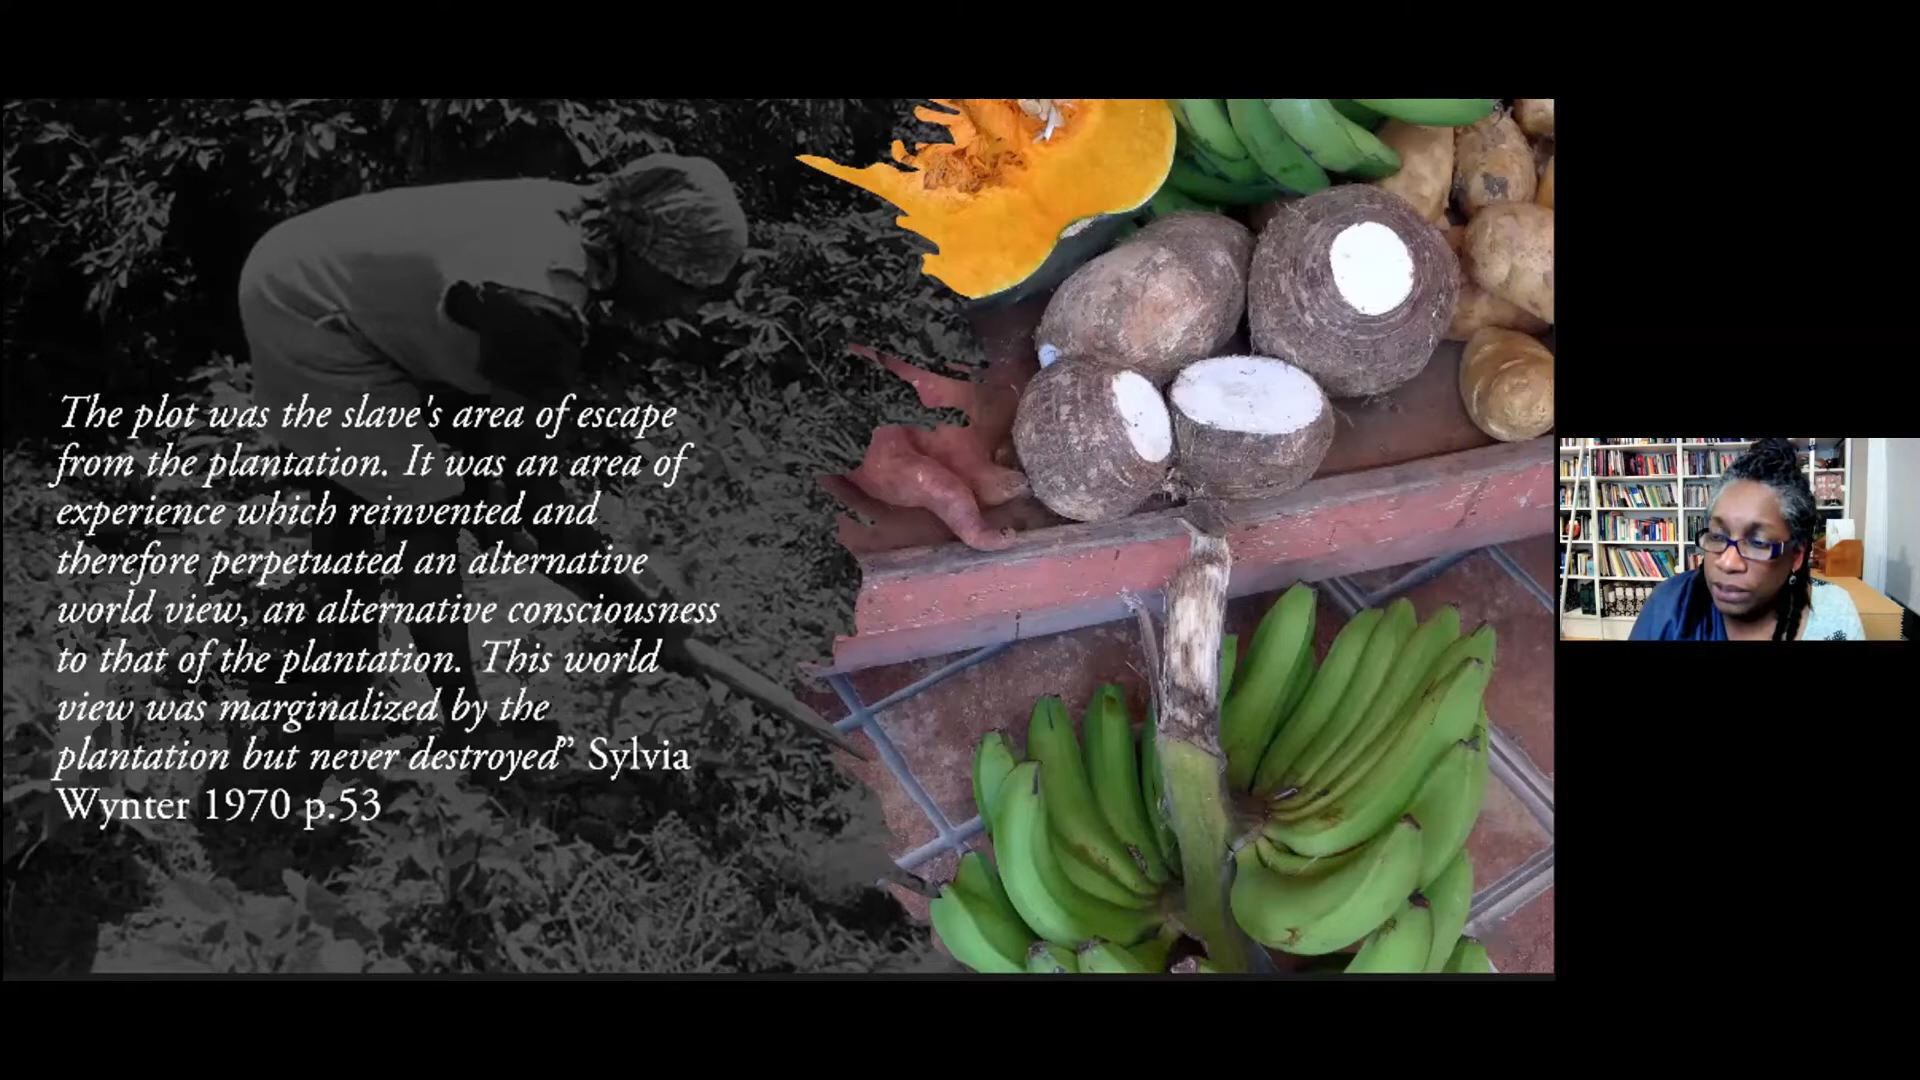 The plot was the slave's area of escape
from the plantation. It was an area of
experience which reinvented and
therefore perpetuated an alternative
world view, an alternative consciousness
to that of the plantation. This world
view was marginalized by the
plantation but never destroyed” Sylvia
Wynter 1970 p.53